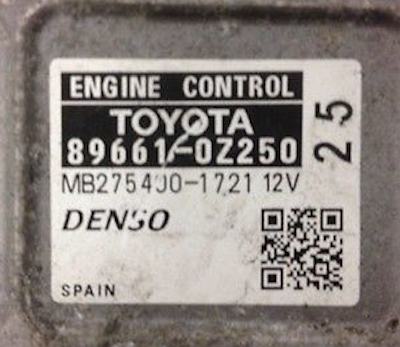 ENGINE CONTROL
TOYOTA
89661-0Z250
MB275400-1721 12V
DENSO
SPAIN
25